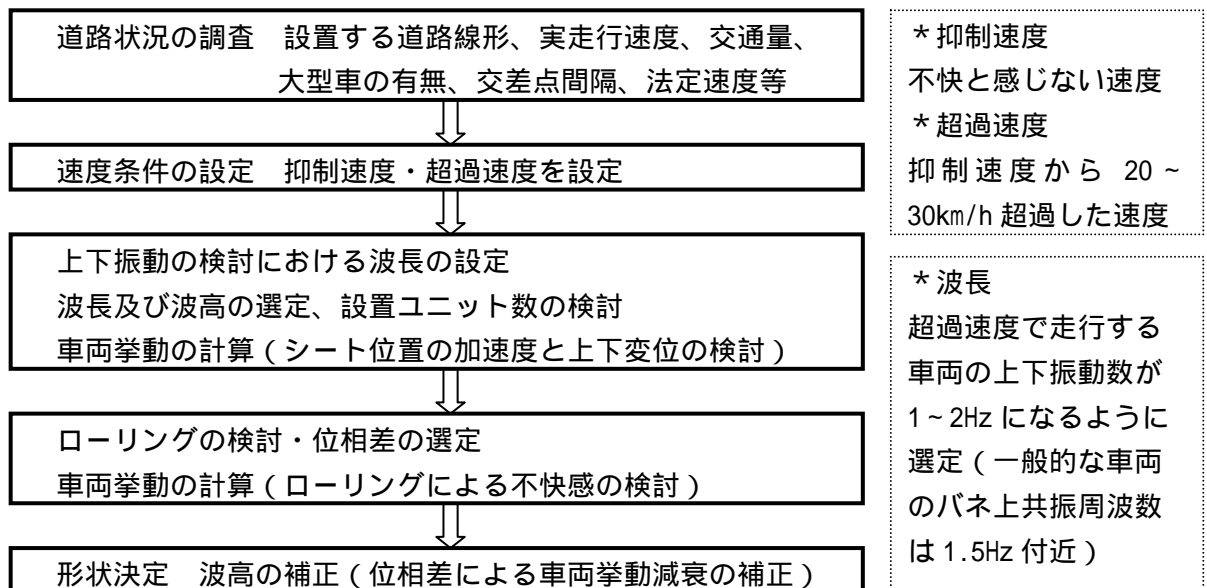 道路状況の調査　設置する道路線形、実走行速度、交通量、
大型車の有無、交差点間隔、法定速度等
速度条件の設定　抑制速度・超過速度を設定
上下振動の検討における波長の設定
波長及び波高の選定、設置ユニット数の検討
車両挙動の計算（シート位置の加速度と上下変位の検討）
ローリングの検討・位相差の選定
車両挙動の計算（ローリングによる不快感の検討）
形状決定　波高の補正（位相差による車両挙動減衰の補正）
＊抑制速度
不快と感じない速度
＊超過速度
抑制速度から 20～
30km/h 超過した速度
＊波長
超過速度で走行する
車両の上下振動数が
1～2Hz になるように
選定（一般的な車両
のバネ上共振周波数
は 1.5Hz 付近）